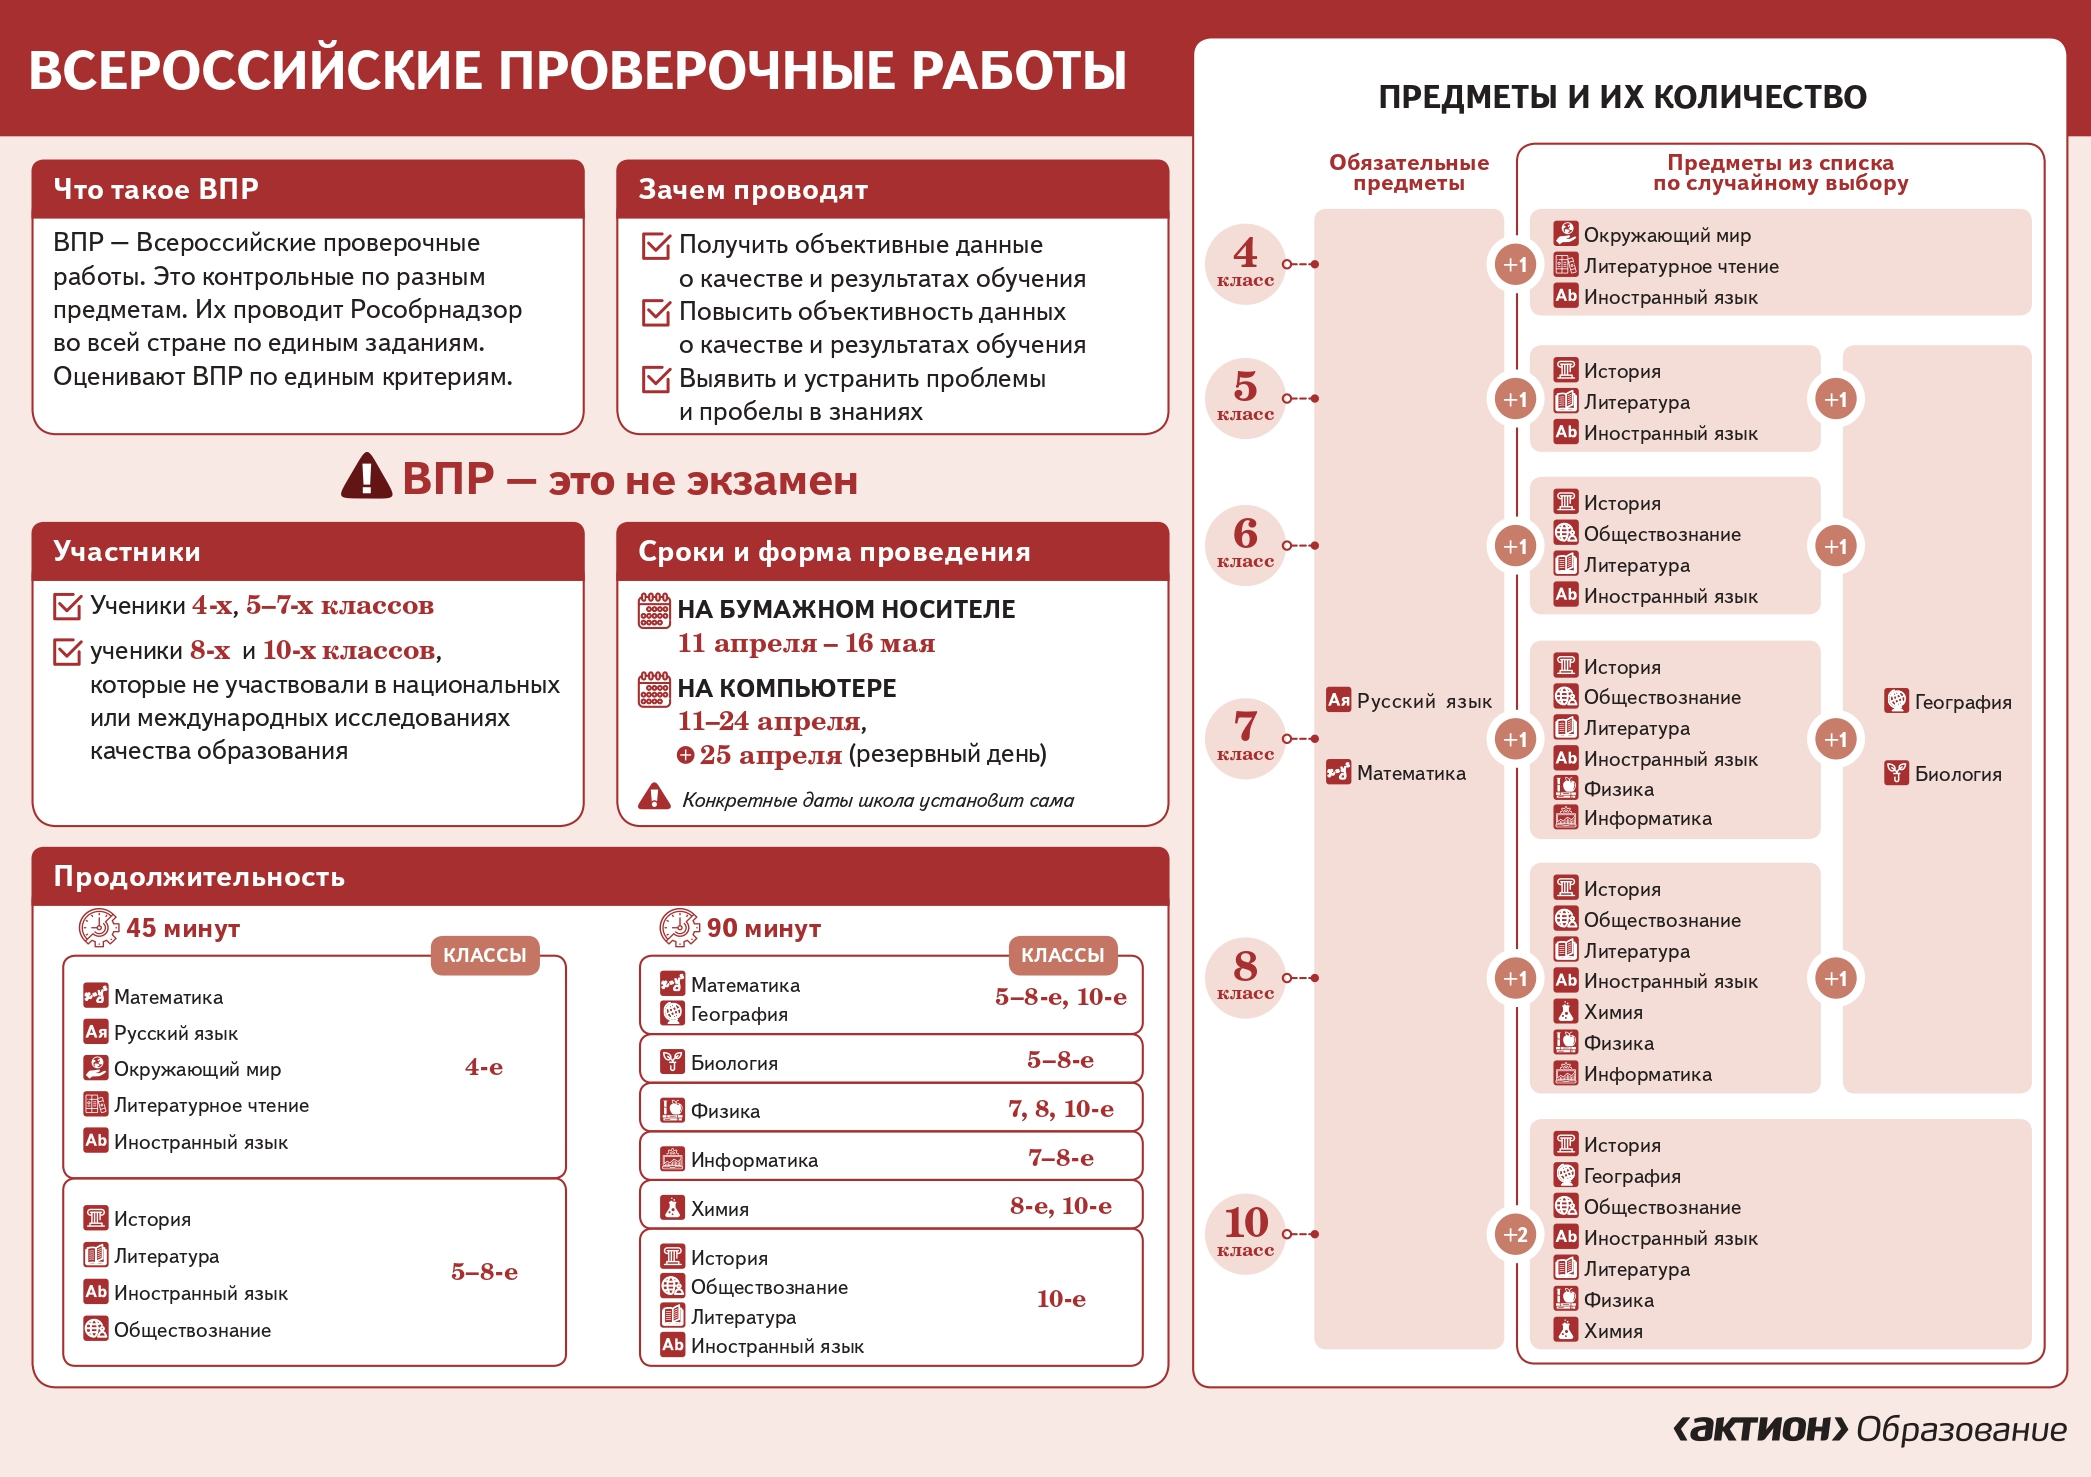 ВСЕРОССИЙСКИЕ ПРОВЕРОЧНЫЕ РАБОТЫ
Что такое ВПР
ВПР — Всероссийские проверочные
работы. Это контрольные по разным
предметам. Их проводит Рособрнадзор
во всей стране по единым заданиям.
Оценивают ВПР по единым критериям.
Зачем проводят
Получить объективные данные
о качестве и результатах обучения
Повысить объективность данных
о качестве и результатах обучения
Выявить и устранить проблемы
и пробелы в знаниях
! ВПР — это не экзамен
Участники
Ученики 4-х, 5–7-х классов
ученики 8-х и 10-х классов,
которые не участвовали в национальных
или международных исследованиях
качества образования
Сроки и форма проведения
НА БУМАЖНОМ НОСИТЕЛЕ
11 апреля – 16 мая
НА КОМПЬЮТЕРЕ
11–24 апреля,
+ 25 апреля (резервный день)
! Конкретные даты школа установит сама
Продолжительность
45 минут
КЛАССЫ
Математика
Ая Русский язык
Окружающий мир
Литературное чтение
Ab Иностранный язык
4-е
История
Литература
Ab Иностранный язык
Обществознание
5–8-е
90 минут
КЛАССЫ
Математика
География
5–8-е, 10-е
Биология 5–8-е
Физика 7, 8, 10-е
Информатика 7–8-е
Химия 8-е, 10-е
История
Обществознание
Литература
Ab Иностранный язык
10-е
ПРЕДМЕТЫ И ИХ КОЛИЧЕСТВО
Обязательные
предметы
Предметы из списка
по случайному выбору
Ая Русский язык
Математика
4
класс
+1
Окружающий мир
Литературное чтение
Ab Иностранный язык
5
класс
+1
История
Литература
Ab Иностранный язык
+1
6
класс
+1
История
Обществознание
Литература
Ab Иностранный язык
+1
7
класс
+1
История
Обществознание
Литература
Ab Иностранный язык
Физика
Информатика
+1
География
Биология
8
класс
+1
История
Обществознание
Литература
Ab Иностранный язык
Химия
Физика
Информатика
+1
10
класс
+2
История
География
Обществознание
Ab Иностранный язык
Литература
Физика
Химия
‹актион› Образование